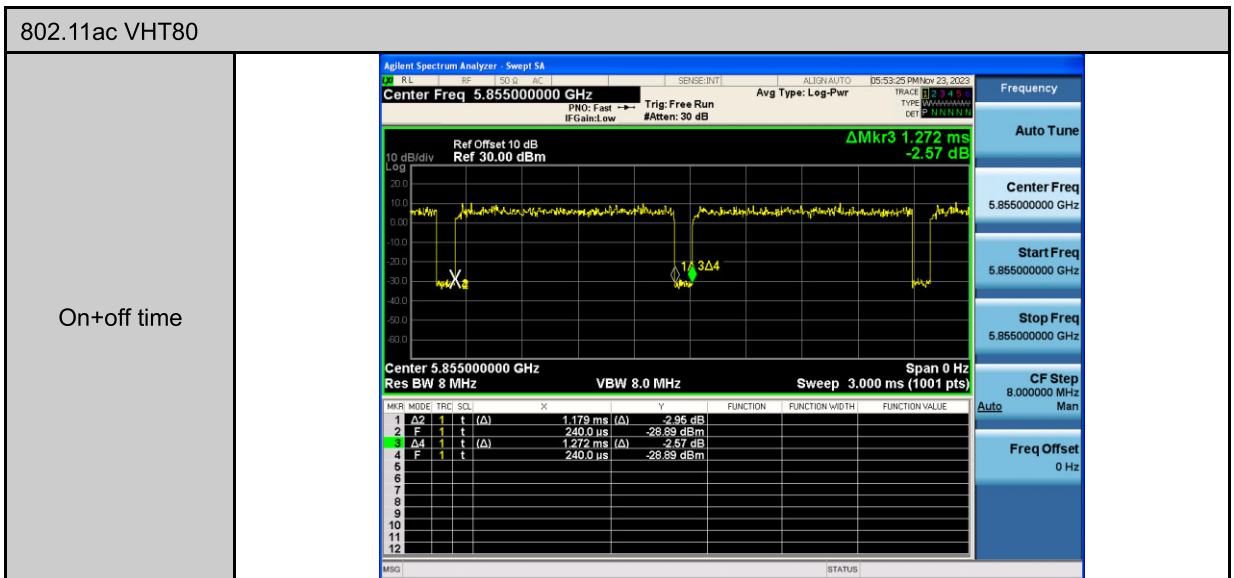 802.11ac VHT80
On+off time
Agilent Spectrum Analyzer - Swept SA
RL RF 50 Ω AC SENSE:INT ALIGN AUTO 05:53:25 PM Nov 23, 2023
Center Freq 5.855000000 GHz
PNO: Fast
IFGain:Low
Trig: Free Run
#Atten: 30 dB
Avg Type: Log-Pwr
TRACE 1 2 3 4 5 6
TYPE
DET P N N N N N
ΔMkr3 1.272 ms
-2.57 dB
Ref Offset 10 dB
10 dB/div Ref 30.00 dBm
Log
20.0
10.0
0.00
-10.0
-20.0
-30.0
-40.0
-50.0
-60.0
2
1Δ 3Δ4
Center 5.855000000 GHz Span 0 Hz
Res BW 8 MHz VBW 8.0 MHz Sweep 3.000 ms (1001 pts)
MKR MODE TRC SCL X Y FUNCTION FUNCTION WIDTH FUNCTION VALUE
1 Δ2 1 t (Δ) 1.179 ms (Δ) -2.95 dB
2 F 1 t 240.0 µs -28.89 dBm
3 Δ4 1 t (Δ) 1.272 ms (Δ) -2.57 dB
4 F 1 t 240.0 µs -28.89 dBm
5
6
7
8
9
10
11
12
MSG STATUS
Frequency
Auto Tune
Center Freq
5.855000000 GHz
Start Freq
5.855000000 GHz
Stop Freq
5.855000000 GHz
CF Step
8.000000 MHz
Auto Man
Freq Offset
0 Hz